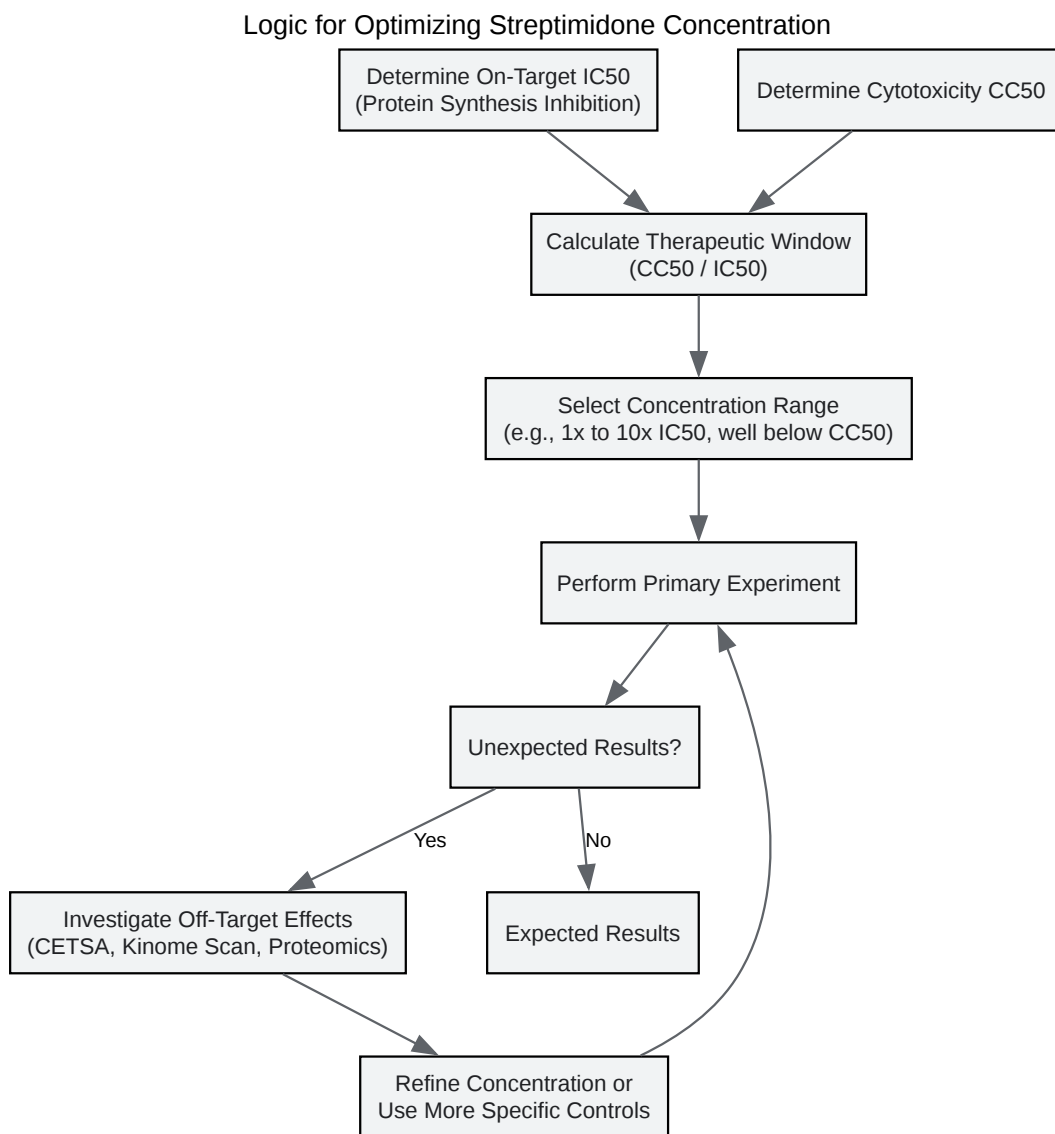 Logic for Optimizing Streptimidone Concentration
Determine On-Target IC50
(Protein Synthesis Inhibition)
Determine Cytotoxicity CC50
Calculate Therapeutic Window
(CC50 / IC50)
Select Concentration Range
(e.g., 1x to 10x IC50, well below CC50)
Perform Primary Experiment
Unexpected Results?
Yes
No
Investigate Off-Target Effects
(CETSA, Kinome Scan, Proteomics)
Expected Results
Refine Concentration or
Use More Specific Controls